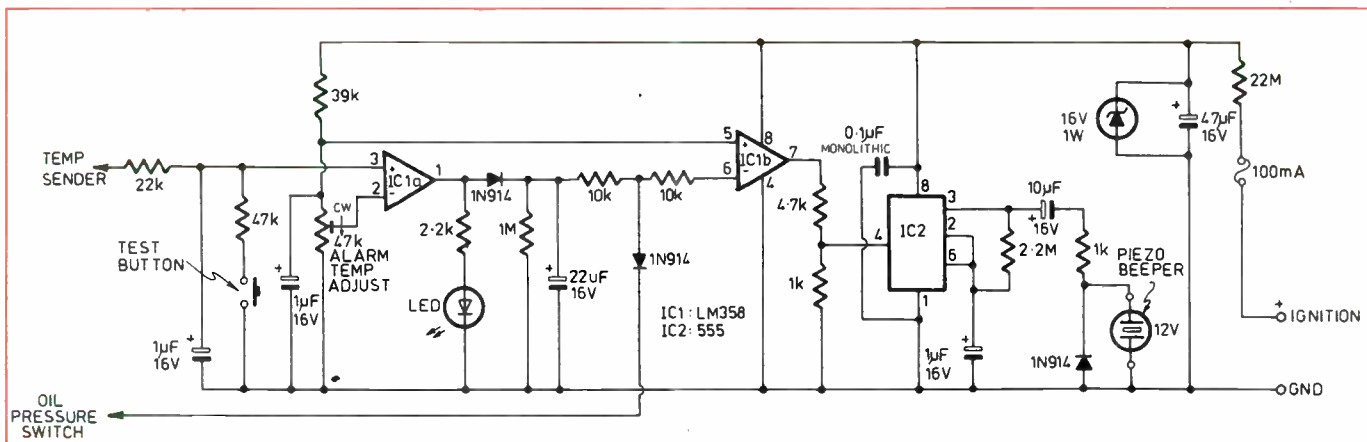 TEMP
SENDER
22k
TEST
BUTTON
1µF
16V
47k
39k
1µF
16V
CW
47k
ALARM
TEMP
ADJUST
3
+
2
-
IC1a
1
2·2k
LED
1N914
1M
22uF
16V
10k
10k
1N914
IC1: LM358
IC2: 555
5
+
6
-
IC1b
8
4
7
4·7k
1k
0·1µF
MONOLITHIC
4
8
IC2
3
2
6
1
2·2M
1µF
16V
10µF
16V
1k
PIEZO
BEEPER
12V
1N914
16V
1W
47µF
16V
22M
100mA
+
IGNITION
GND
OIL
PRESSURE
SWITCH